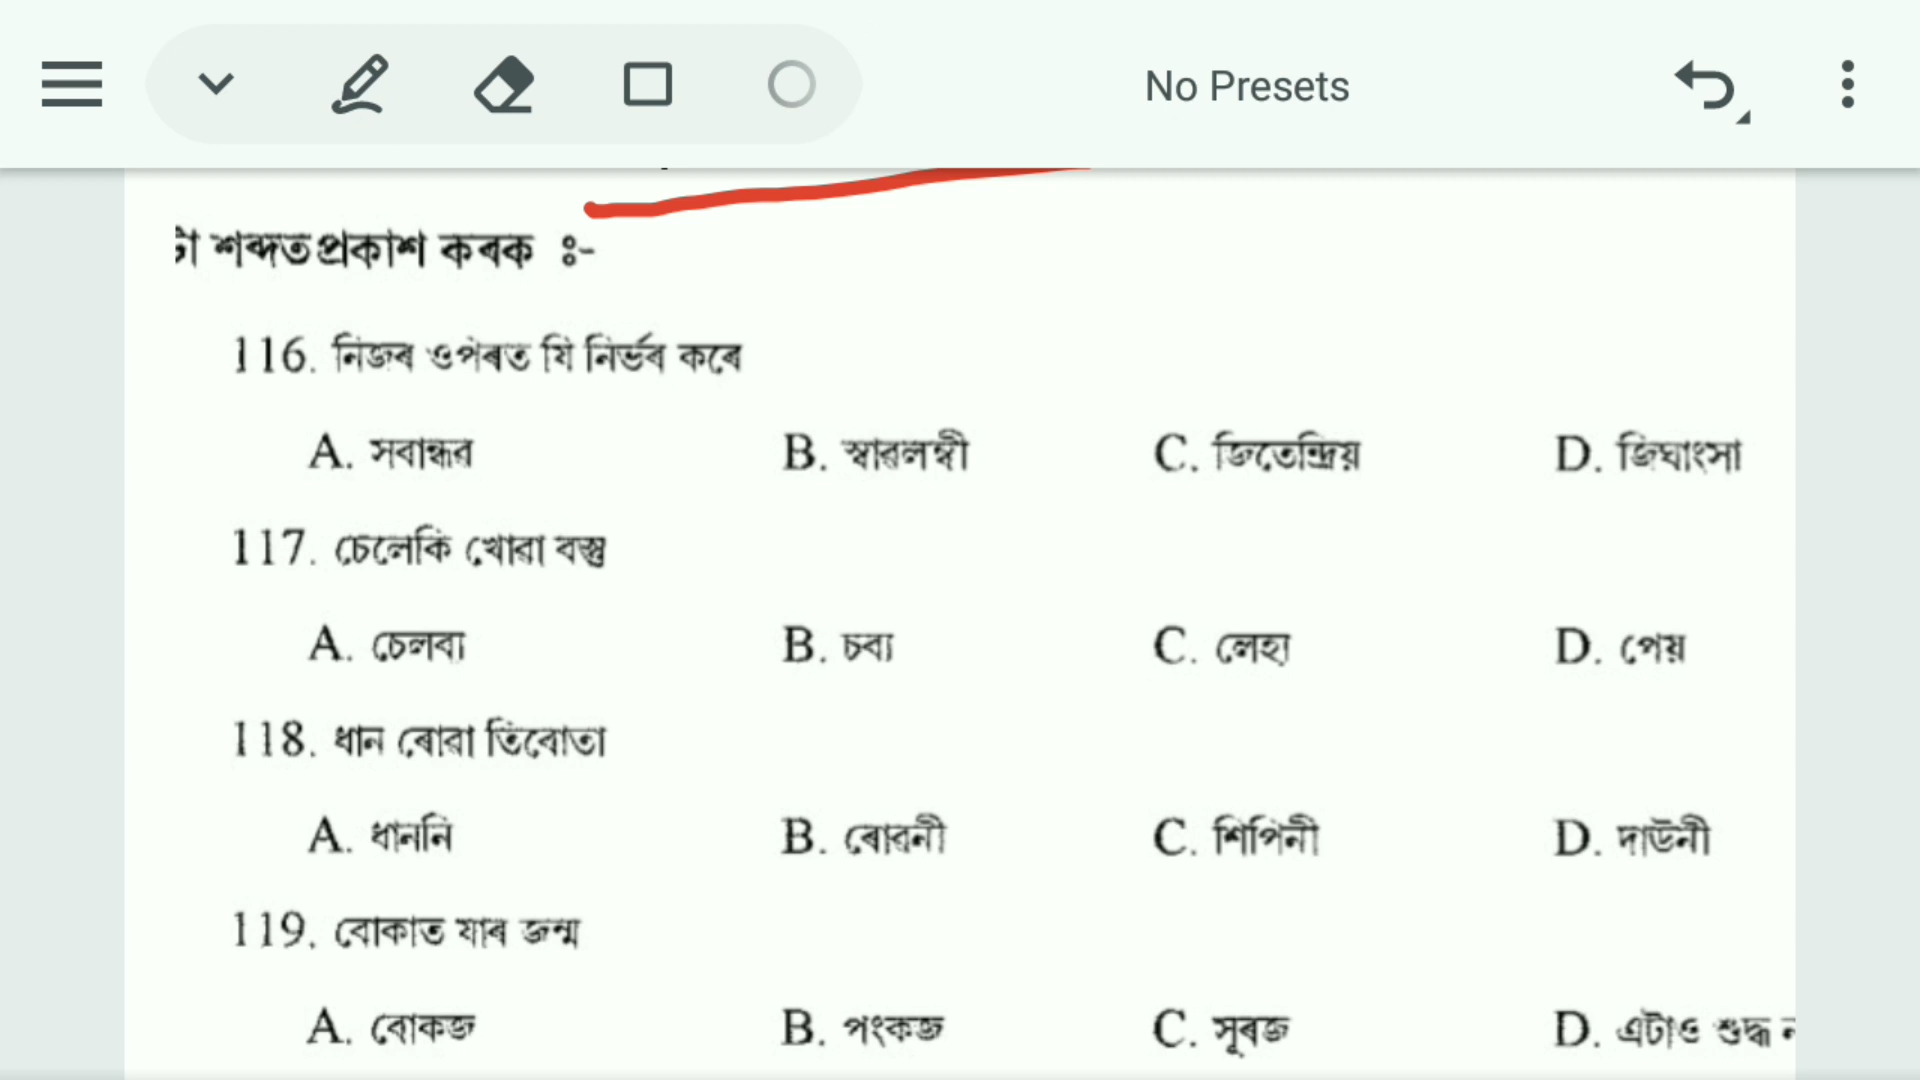 No Presets
টা শব্দত প্ৰকাশ কৰক ঃ-
116. নিজৰ ওপৰত যি নিৰ্ভৰ কৰে
A. সবান্ধৱ B. স্বাৱলম্বী C. জিতেন্দ্ৰিয় D. জিঘাংসা
117. চেলেকি খোৱা বস্তু
A. চেলব্য B. চব্য C. লেহ্য D. পেয়
118. ধান ৰোৱা তিৰোতা
A. ধাননি B. ৰোৱনী C. শিপিনী D. দাউনী
119. বোকাত যাৰ জন্ম
A. বোকজ B. পংকজ C. সূৰজ D. এটাও শুদ্ধ